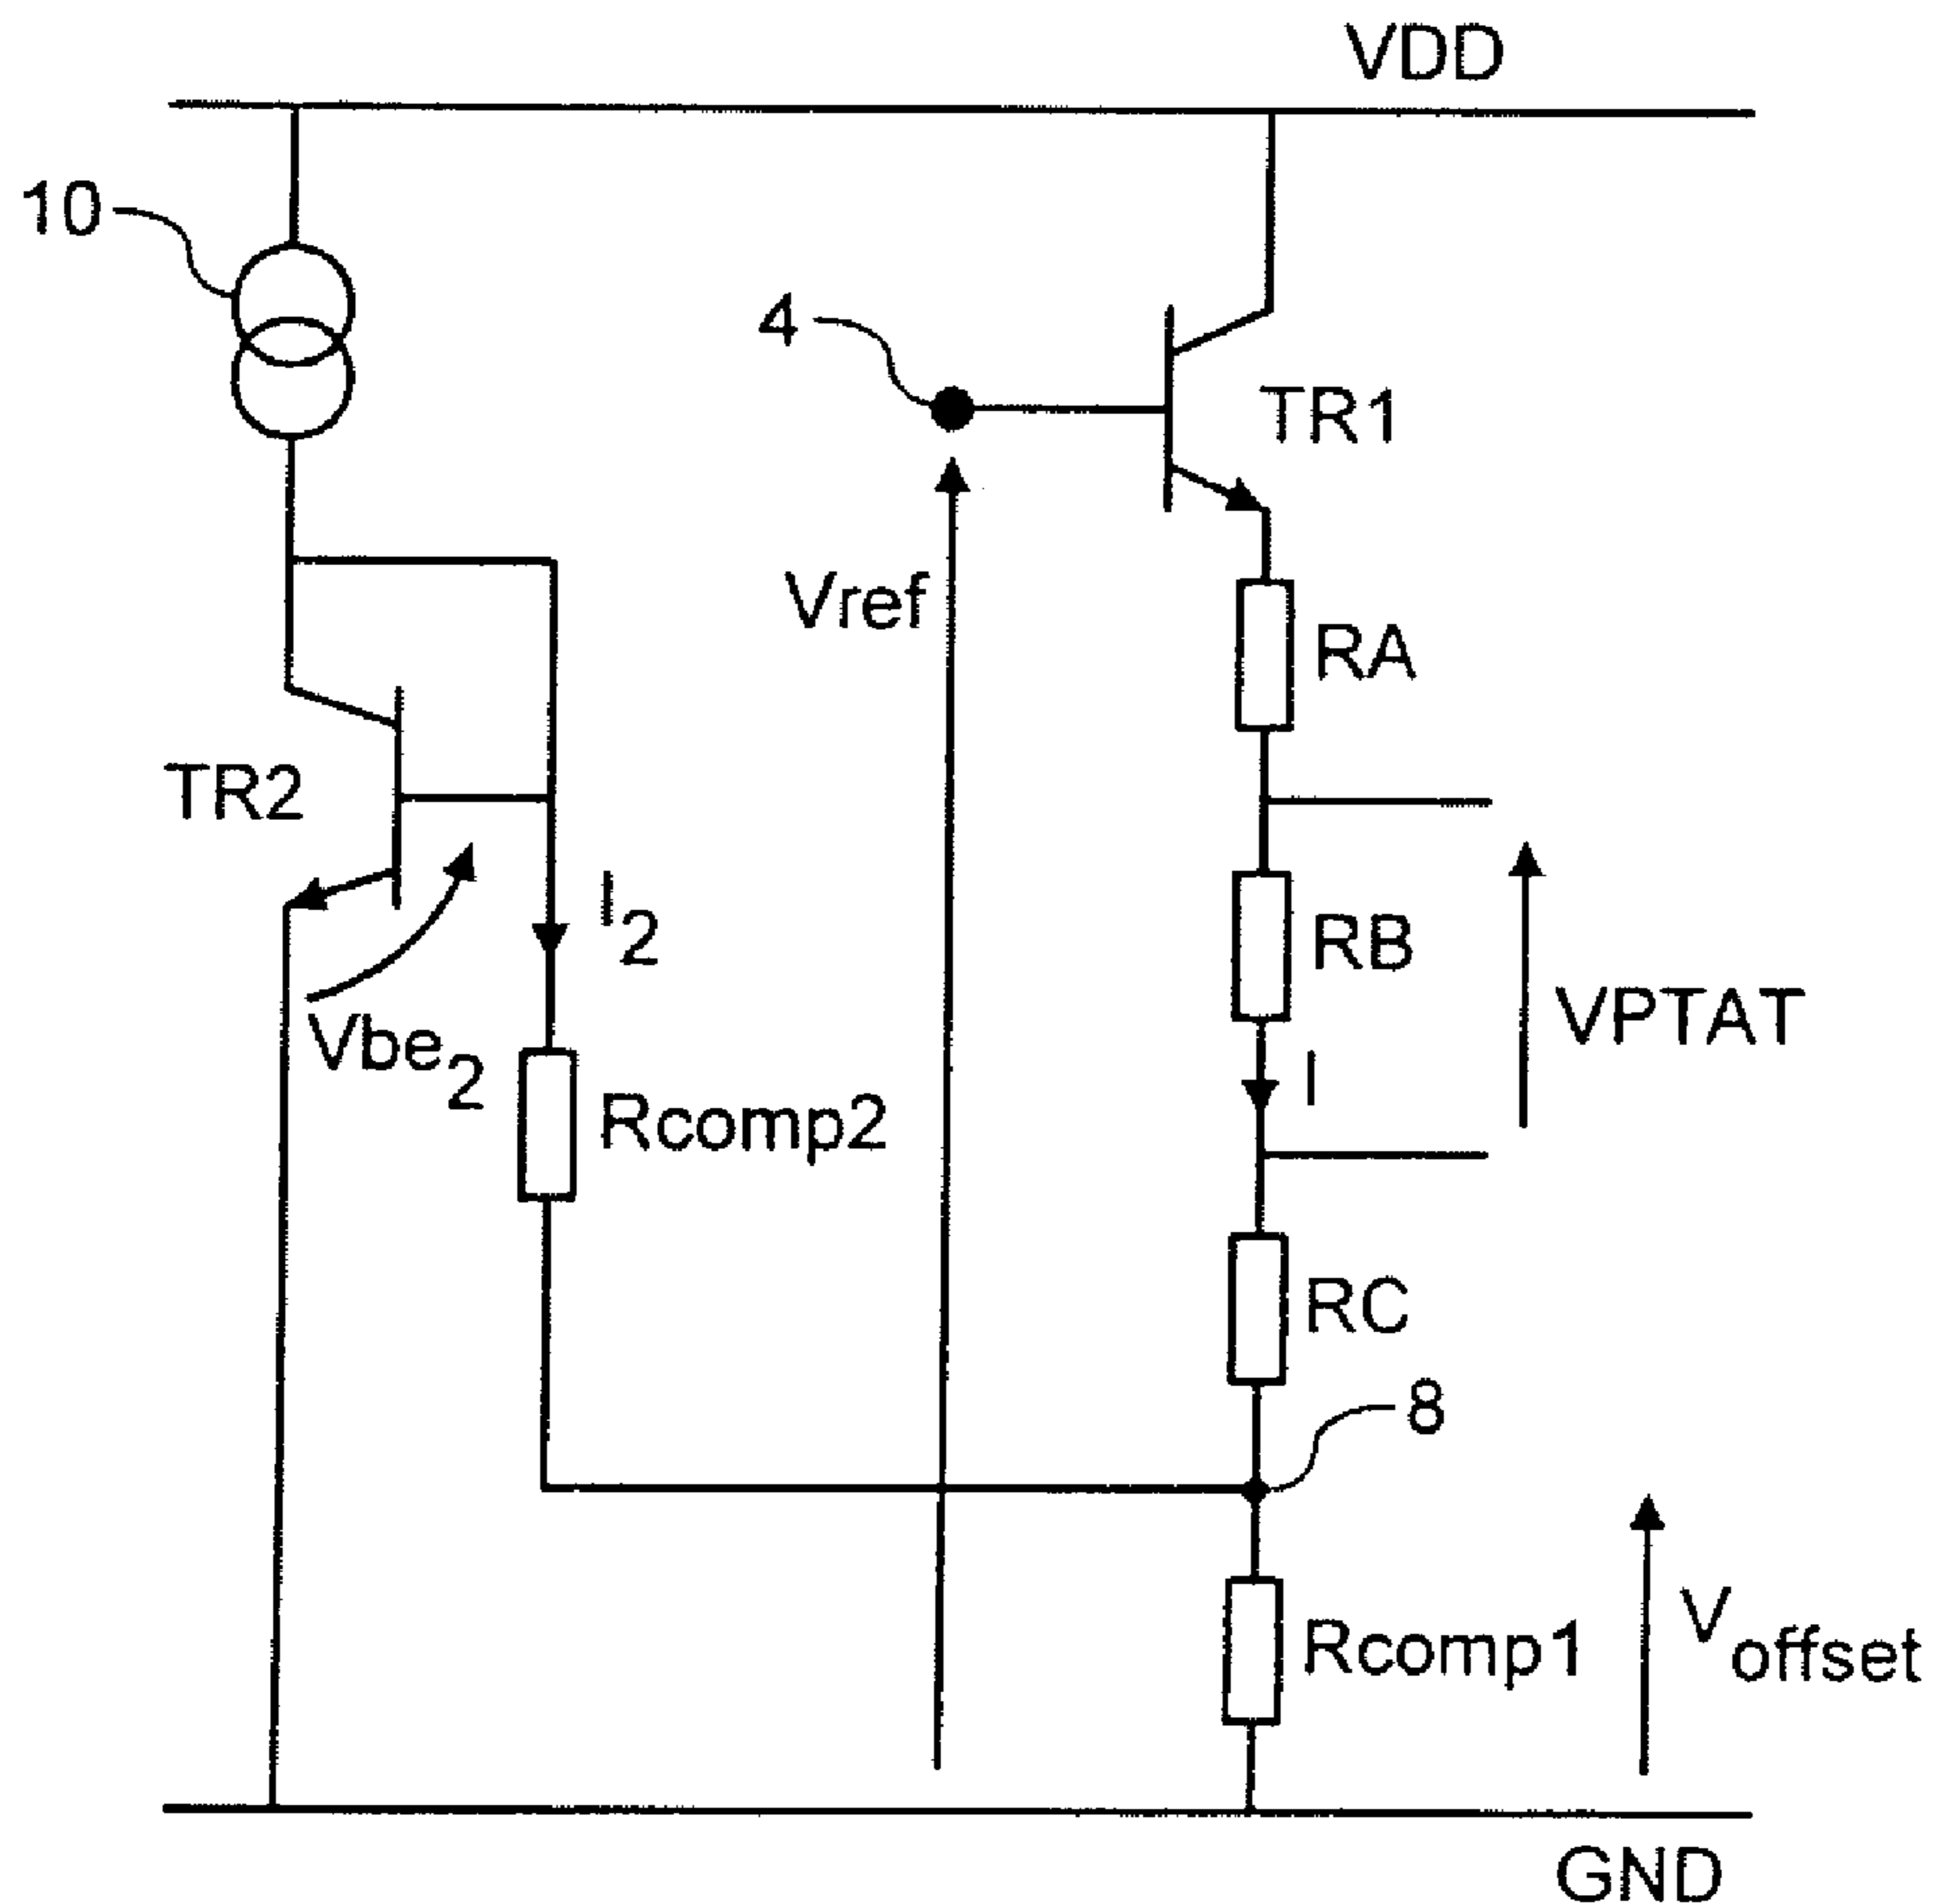 VDD
10
4
TR1
Vref
RA
TR2
I2
RB
VPTAT
Vbe2
I
Rcomp2
RC
8
Rcomp1
Voffset
GND